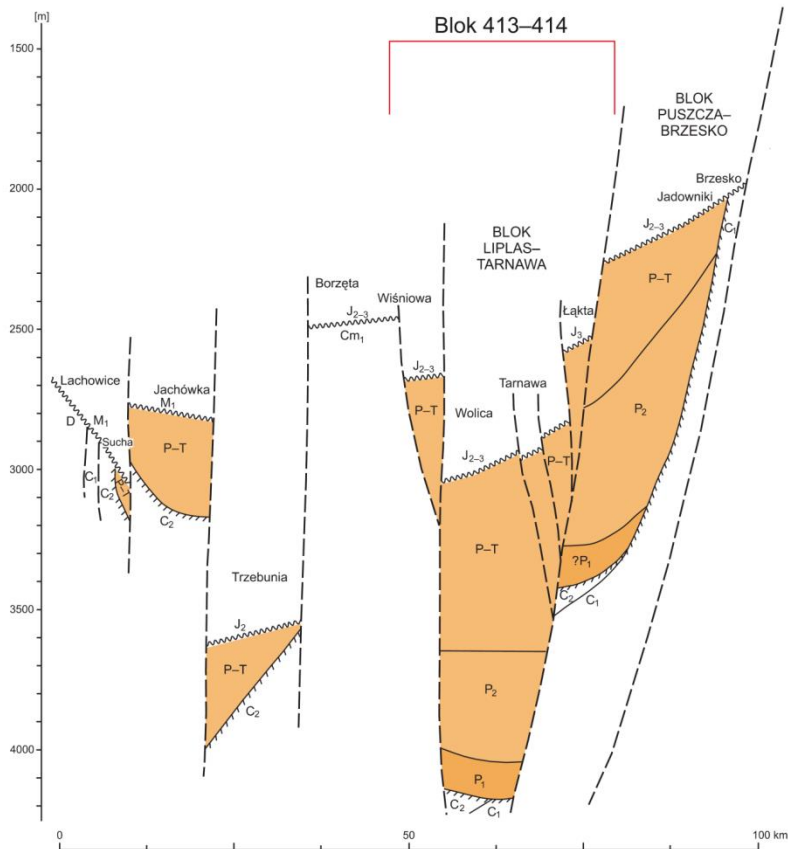 [m]
Blok 413–414
1500
BLOK
PUSZCZA–
BRZESKO
2000
Brzesko
Jadowniki
J₂₋₃
C₁
BLOK
LIPLAS–
TARNAWA
P–T
Borzęta
Wiśniowa
Łąkta
J₂₋₃
Cm₁
J₃
2500
Lachowice
Jachówka
M₁
J₂₋₃
Tarnawa
D
M₁
Sucha
P–T
P–T
Wolica
P₂
J₂₋₃
P–T
3000
C₁
C₂
C₂
P–T
?P₁
Trzebunia
C₂
C₁
3500
J₂
P–T
P₂
C₂
4000
P₁
C₂
C₁
0
50
100 km